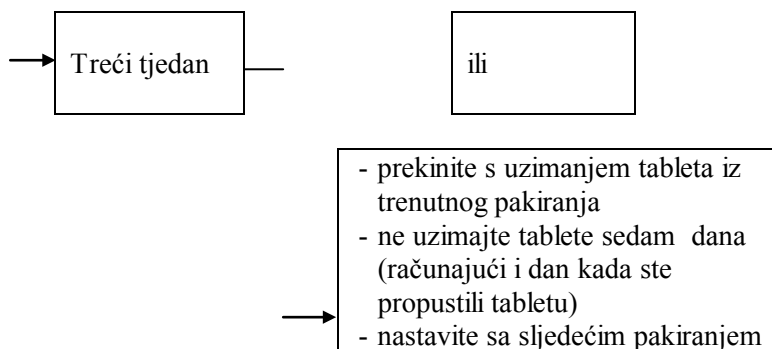 Treći tjedan
ili
- prekinite s uzimanjem tableta iz
trenutnog pakiranja
- ne uzimajte tablete sedam dana
(računajući i dan kada ste
propustili tabletu)
- nastavite sa sljedećim pakiranjem